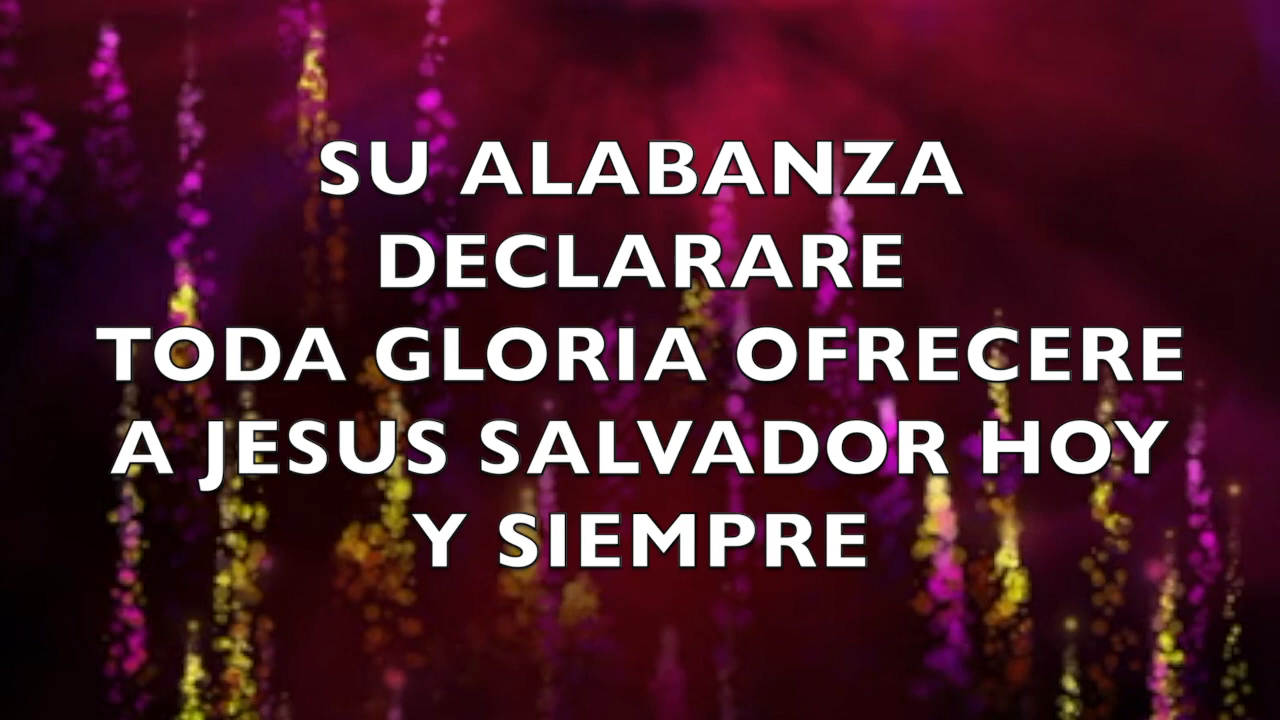 SU ALABANZA
DECLARARE
TODA GLORIA OFRECERE
A JESUS SALVADOR HOY
Y SIEMPRE